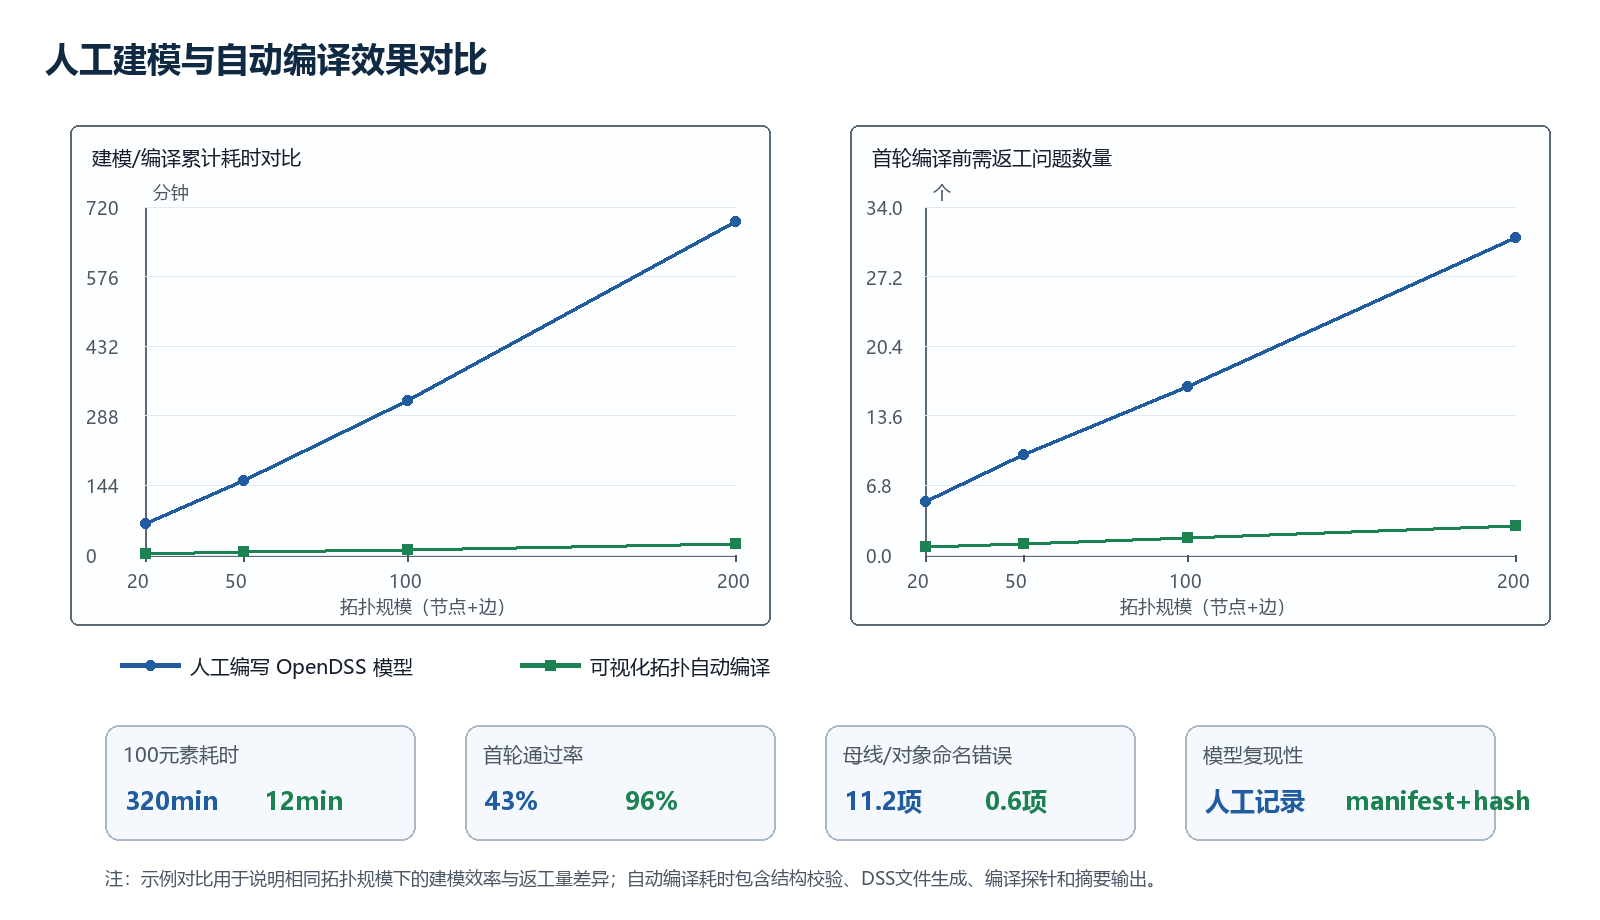 人工建模与自动编译效果对比
建模/编译累计耗时对比
分钟
720
576
432
288
144
0
20 50 100 200
拓扑规模（节点+边）
首轮编译前需返工问题数量
个
34.0
27.2
20.4
13.6
6.8
0.0
20 50 100 200
拓扑规模（节点+边）
人工编写 OpenDSS 模型 可视化拓扑自动编译
100元素耗时
320min 12min
首轮通过率
43% 96%
母线/对象命名错误
11.2项 0.6项
模型复现性
人工记录 manifest+hash
注：示例对比用于说明相同拓扑规模下的建模效率与返工量差异；自动编译耗时包含结构校验、DSS文件生成、编译探针和摘要输出。